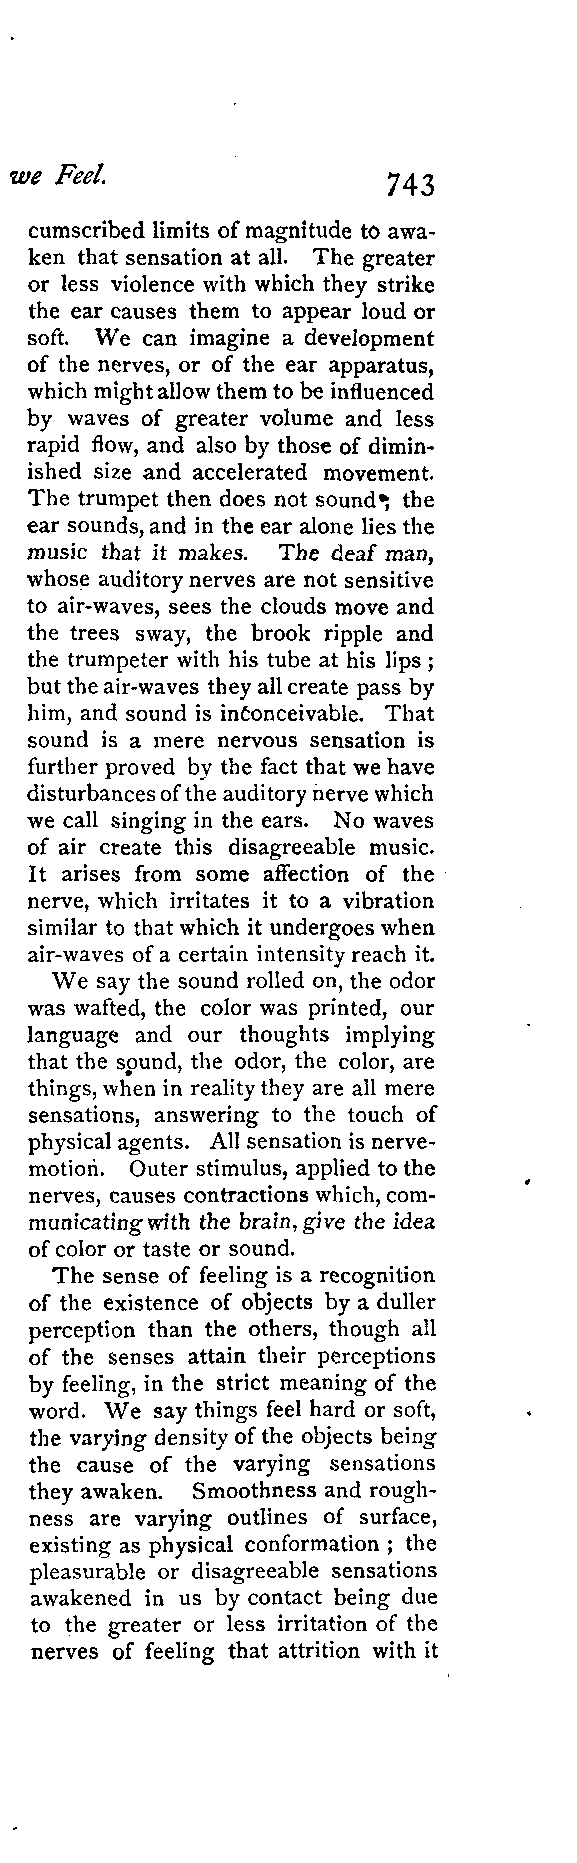 we Feel. 743
cumscribed limits of magnitude to awa-
ken that sensation at all. The greater
or less violence with which they strike
the ear causes them to appear loud or
soft. We can imagine a development
of the nerves, or of the ear apparatus,
which might allow them to be influenced
by waves of greater volume and less
rapid flow, and also by those of dimin-
ished size and accelerated movement.
The trumpet then does not sound; the
ear sounds, and in the ear alone lies the
music that it makes. The deaf man,
whose auditory nerves are not sensitive
to air-waves, sees the clouds move and
the trees sway, the brook ripple and
the trumpeter with his tube at his lips ;
but the air-waves they all create pass by
him, and sound is inconceivable. That
sound is a mere nervous sensation is
further proved by the fact that we have
disturbances of the auditory nerve which
we call singing in the ears. No waves
of air create this disagreeable music.
It arises from some affection of the
nerve, which irritates it to a vibration
similar to that which it undergoes when
air-waves of a certain intensity reach it.
We say the sound rolled on, the odor
was wafted, the color was printed, our
language and our thoughts implying
that the sound, the odor, the color, are
things, when in reality they are all mere
sensations, answering to the touch of
physical agents. All sensation is nerve-
motion. Outer stimulus, applied to the
nerves, causes contractions which, com-
municating with the brain, give the idea
of color or taste or sound.
The sense of feeling is a recognition
of the existence of objects by a duller
perception than the others, though all
of the senses attain their perceptions
by feeling, in the strict meaning of the
word. We say things feel hard or soft,
the varying density of the objects being
the cause of the varying sensations
they awaken. Smoothness and rough-
ness are varying outlines of surface,
existing as physical conformation ; the
pleasurable or disagreeable sensations
awakened in us by contact being due
to the greater or less irritation of the
nerves of feeling that attrition with it